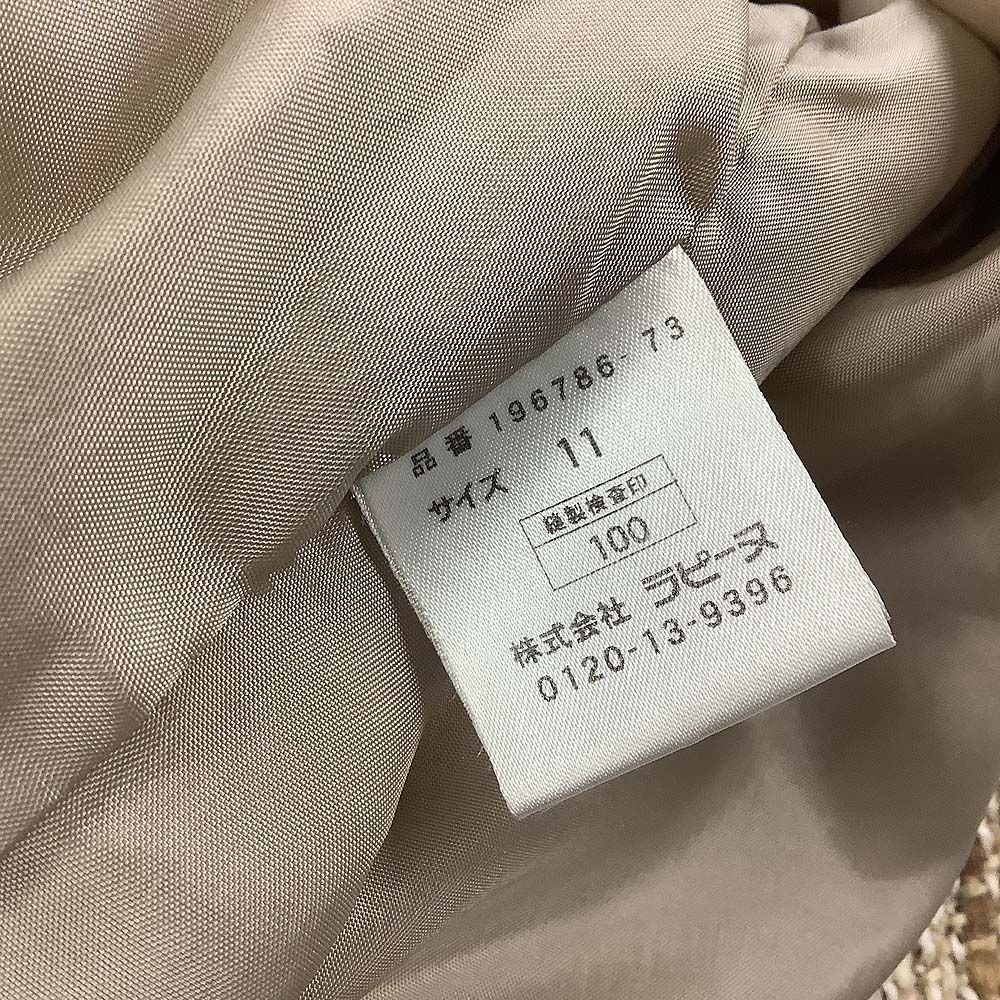 品番 196786-73
サイズ 11
縫製検査印
100
株式会社 ラピーヌ
0120-13-9396